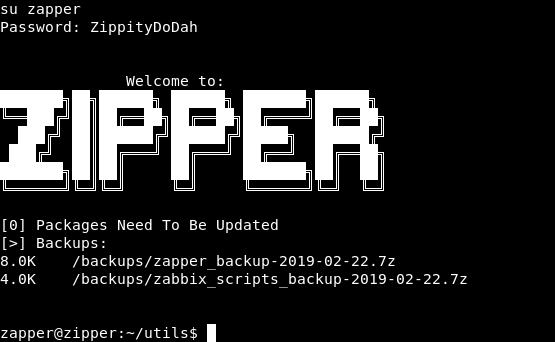 su zapper
Password: ZippityDoDah
Welcome to:
ZIPPER
[0] Packages Need To Be Updated
[>] Backups:
8.0K /backups/zapper_backup-2019-02-22.7z
4.0K /backups/zabbix_scripts_backup-2019-02-22.7z
zapper@zipper:~/utils$